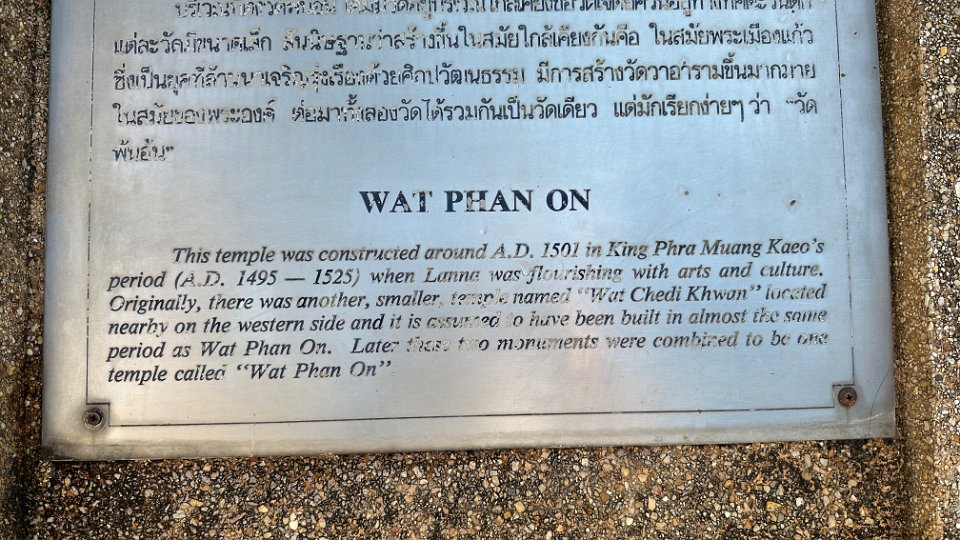 แต่ละวัดมีขนาดเล็ก สันนิษฐานว่าสร้างขึ้นในสมัยใกล้เคียงกันคือ ในสมัยพระเมืองแก้ว
ซึ่งเป็นยุคที่ล้านนาเจริญรุ่งเรืองด้วยศิลปวัฒนธรรม มีการสร้างวัดวาอารามขึ้นมากมาย
ในสมัยของพระองค์ ต่อมาทั้งสองวัดได้รวมกันเป็นวัดเดียว แต่มักเรียกง่ายๆ ว่า "วัด
พันอ้น"
WAT PHAN ON
This temple was constructed around A.D. 1501 in King Phra Muang Kaeo's
period (A.D. 1495 — 1525) when Lanna was flourishing with arts and culture.
Originally, there was another, smaller, temple named "Wat Chedi Khwan" located
nearby on the western side and it is assumed to have been built in almost the same
period as Wat Phan On. Later these two monuments were combined to be one
temple called "Wat Phan On"